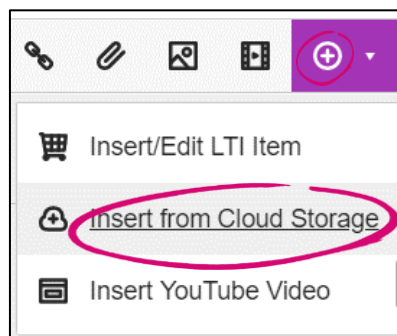 Insert/Edit LTI Item
Insert from Cloud Storage
Insert YouTube Video